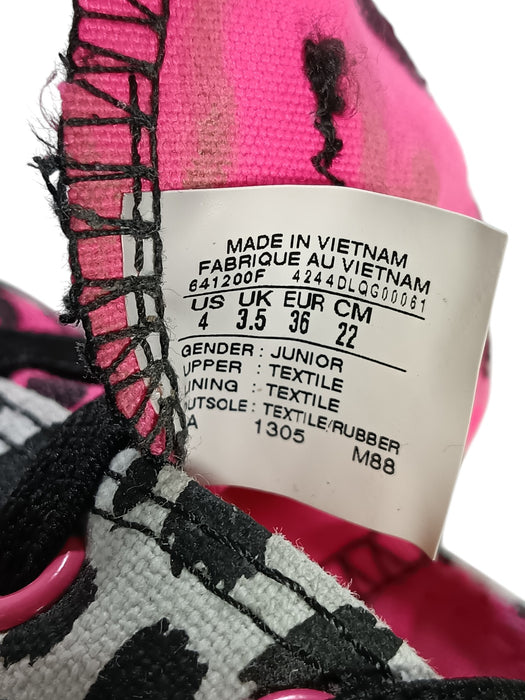 MADE IN VIETNAM
FABRIQUE AU VIETNAM
641200F 4244DLQG00061
US UK EUR CM
4 3.5 36 22
GENDER : JUNIOR
UPPER : TEXTILE
LINING : TEXTILE
OUTSOLE : TEXTILE/RUBBER
A 1305 M88